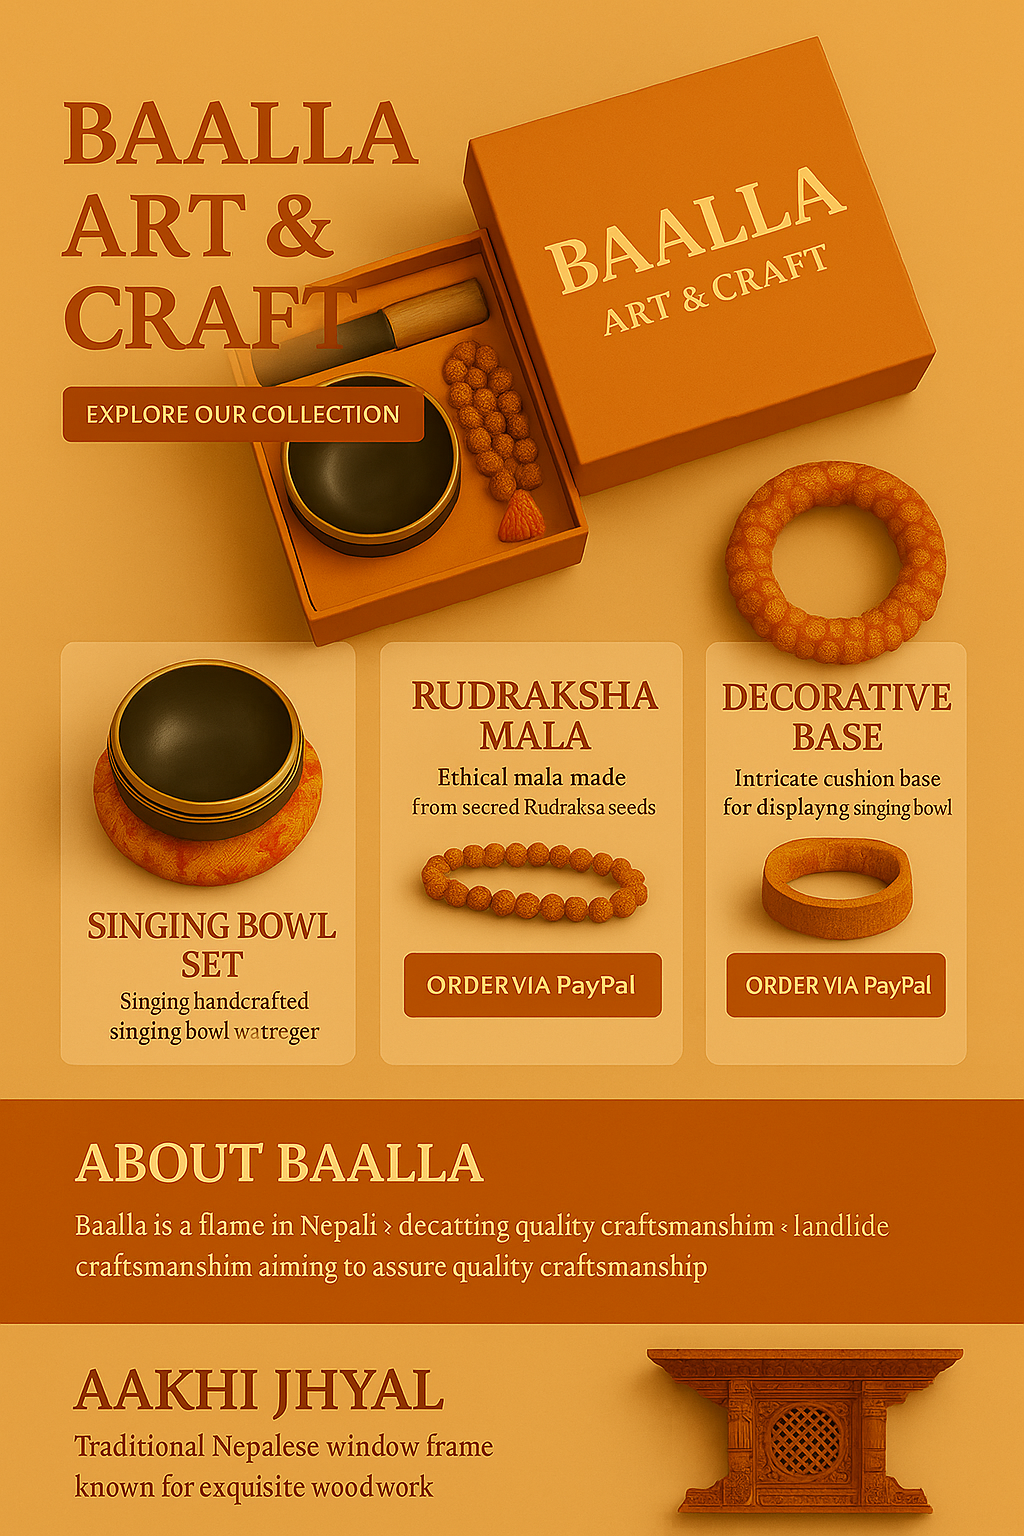 BAALLA
ART &
CRAFT
EXPLORE OUR COLLECTION
BAALLA
ART & CRAFT
SINGING BOWL
SET
Singing handcrafted
singing bowl watreger
RUDRAKSHA
MALA
Ethical mala made
from secred Rudraksa seeds
ORDER VIA PayPal
DECORATIVE
BASE
Intricate cushion base
for displayng singing bowl
ORDER VIA PayPal
ABOUT BAALLA
Baalla is a flame in Nepali › decatting quality craftsmanshim ‹ landlide
craftsmanshim aiming to assure quality craftsmanship
AAKHI JHYAL
Traditional Nepalese window frame
known for exquisite woodwork